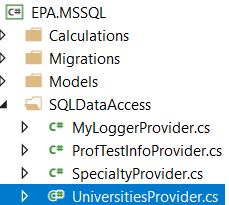 EPA.MSSQL
Calculations
Migrations
Models
SQLDataAccess
MyLoggerProvider.cs
ProfTestInfoProvider.cs
SpecialtyProvider.cs
UniversitiesProvider.cs